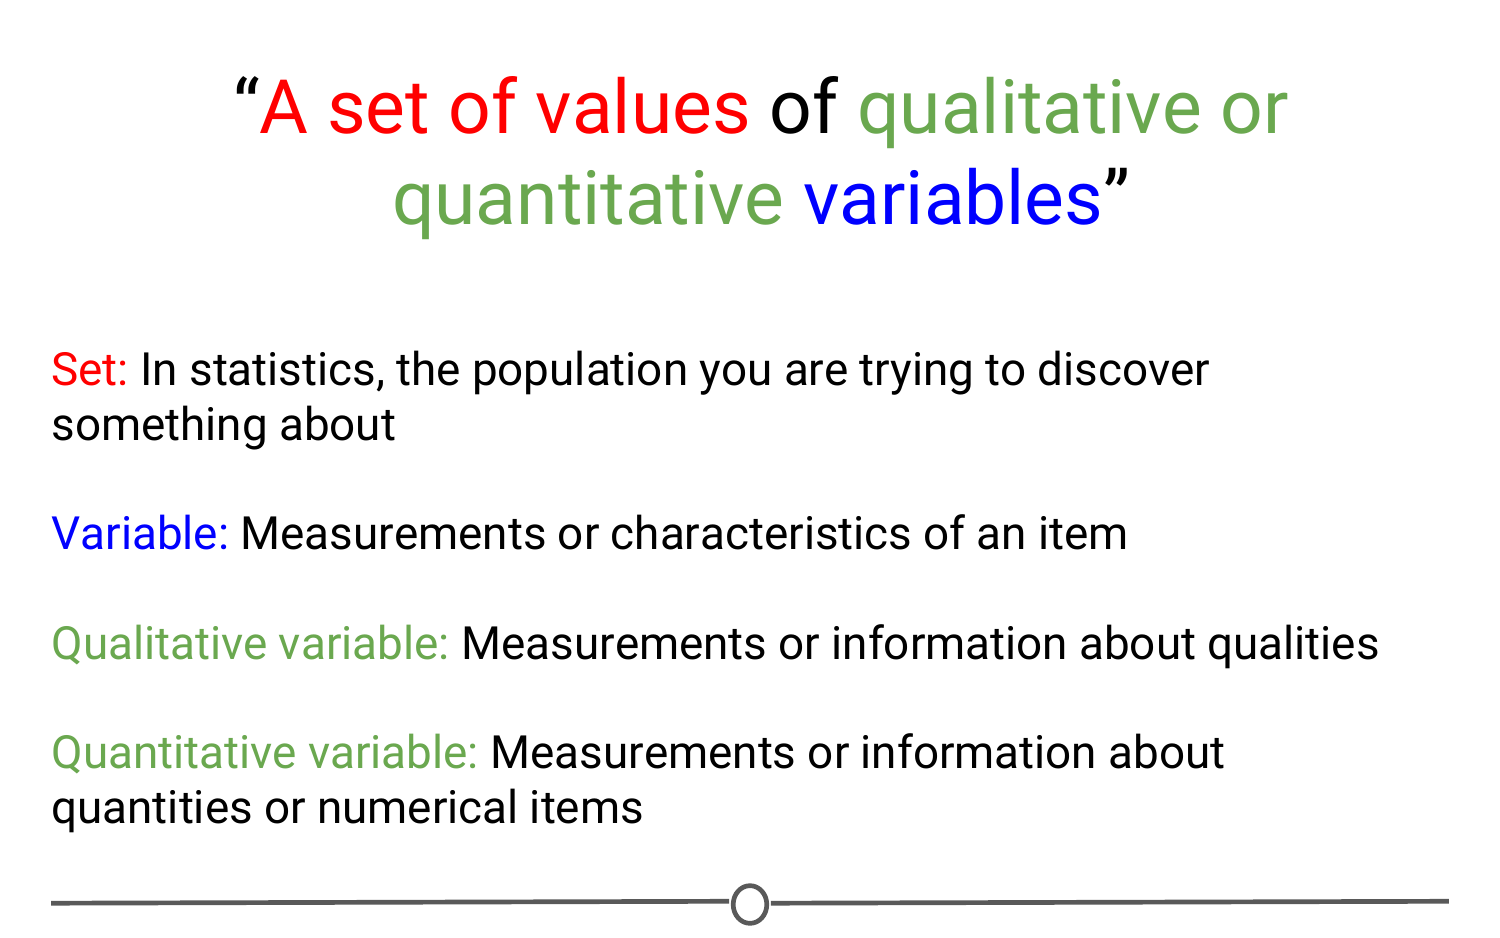 “A set of values of qualitative or
quantitative variables”
Set: In statistics, the population you are trying to discover
something about
Variable: Measurements or characteristics of an item
Qualitative variable: Measurements or information about qualities
Quantitative variable: Measurements or information about
quantities or numerical items